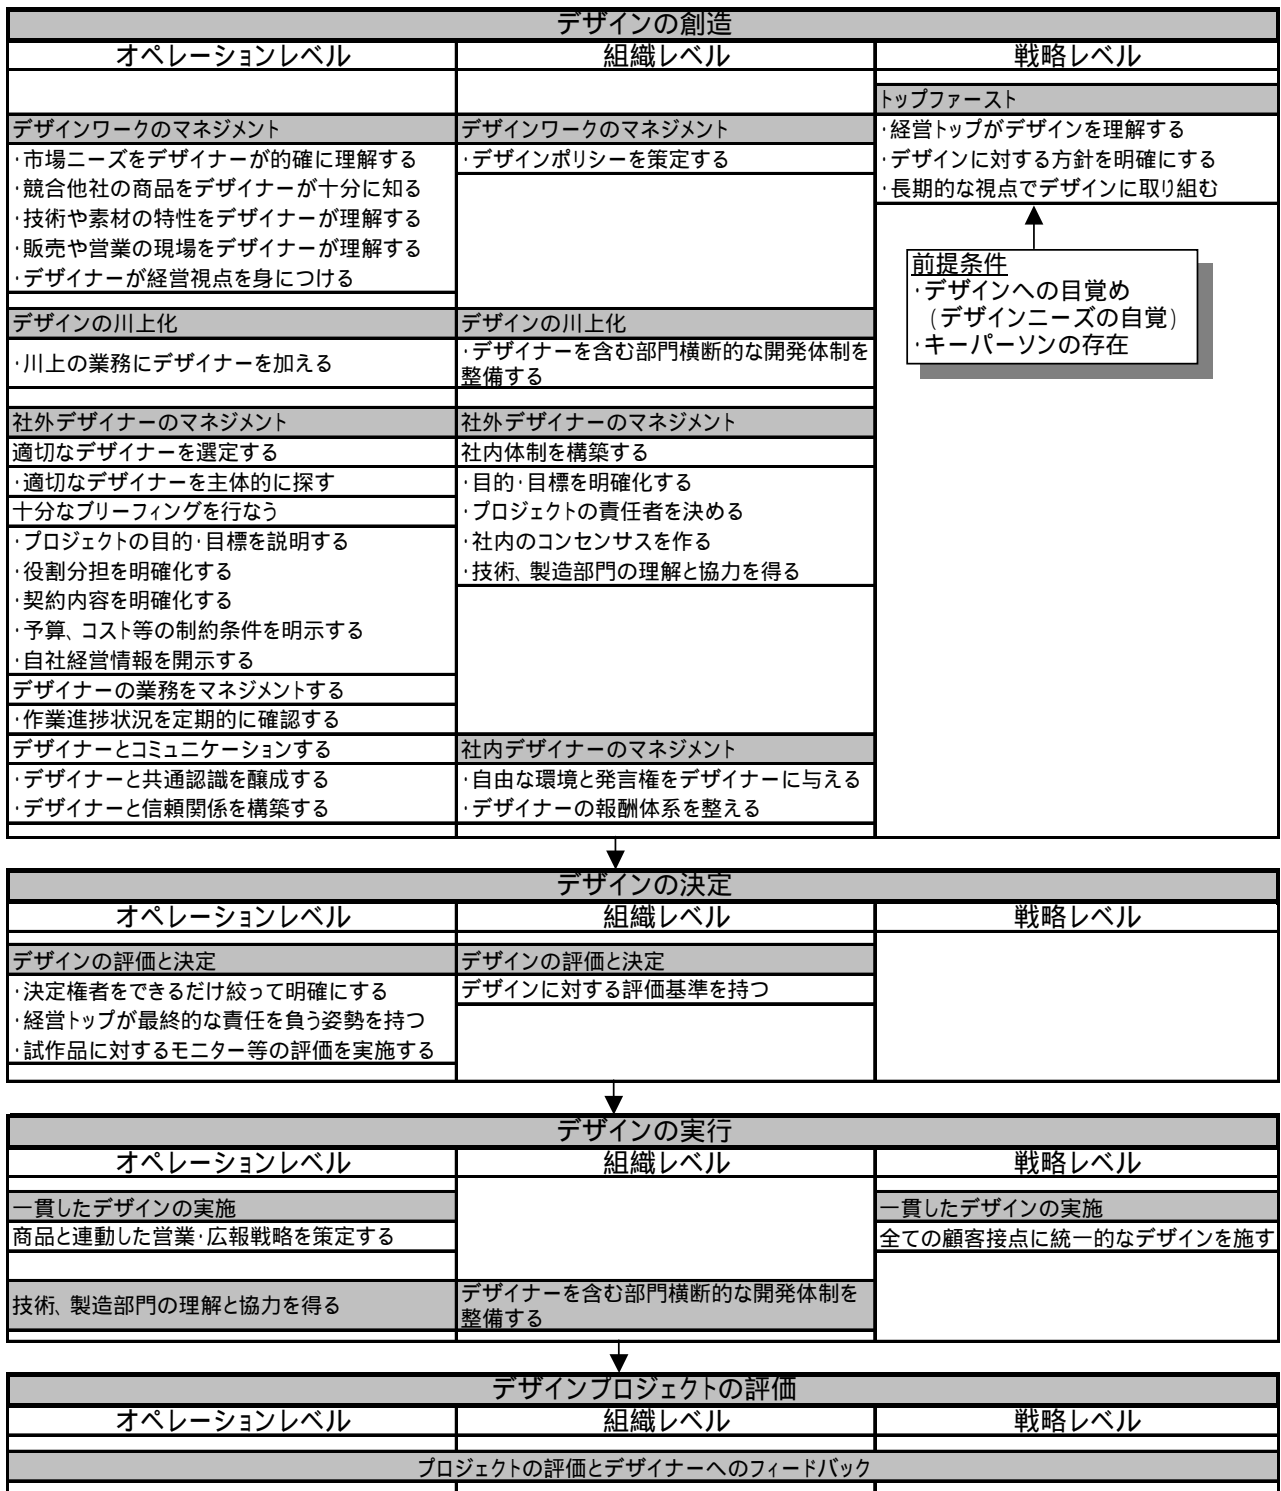 デザインの創造
オペレーションレベル
組織レベル
戦略レベル
デザインワークのマネジメント
・市場ニーズをデザイナーが的確に理解する
・競合他社の商品をデザイナーが十分に知る
・技術や素材の特性をデザイナーが理解する
・販売や営業の現場をデザイナーが理解する
・デザイナーが経営視点を身につける
デザインの川上化
・川上の業務にデザイナーを加える
社外デザイナーのマネジメント
適切なデザイナーを選定する
・適切なデザイナーを主体的に探す
十分なブリーフィングを行なう
・プロジェクトの目的・目標を説明する
・役割分担を明確化する
・契約内容を明確化する
・予算、コスト等の制約条件を明示する
・自社経営情報を開示する
デザイナーの業務をマネジメントする
・作業進捗状況を定期的に確認する
デザイナーとコミュニケーションする
・デザイナーと共通認識を醸成する
・デザイナーと信頼関係を構築する
デザインワークのマネジメント
・デザインポリシーを策定する
デザインの川上化
・デザイナーを含む部門横断的な開発体制を
整備する
社外デザイナーのマネジメント
社内体制を構築する
・目的・目標を明確化する
・プロジェクトの責任者を決める
・社内のコンセンサスを作る
・技術、製造部門の理解と協力を得る
社内デザイナーのマネジメント
・自由な環境と発言権をデザイナーに与える
・デザイナーの報酬体系を整える
トップファースト
・経営トップがデザインを理解する
・デザインに対する方針を明確にする
・長期的な視点でデザインに取り組む
前提条件
・デザインへの目覚め
(デザインニーズの自覚)
・キーパーソンの存在
デザインの決定
オペレーションレベル
組織レベル
戦略レベル
デザインの評価と決定
・決定権者をできるだけ絞って明確にする
・経営トップが最終的な責任を負う姿勢を持つ
・試作品に対するモニター等の評価を実施する
デザインの評価と決定
デザインに対する評価基準を持つ
デザインの実行
オペレーションレベル
組織レベル
戦略レベル
一貫したデザインの実施
商品と連動した営業・広報戦略を策定する
技術、製造部門の理解と協力を得る
デザイナーを含む部門横断的な開発体制を
整備する
一貫したデザインの実施
全ての顧客接点に統一的なデザインを施す
デザインプロジェクトの評価
オペレーションレベル
組織レベル
戦略レベル
プロジェクトの評価とデザイナーへのフィードバック